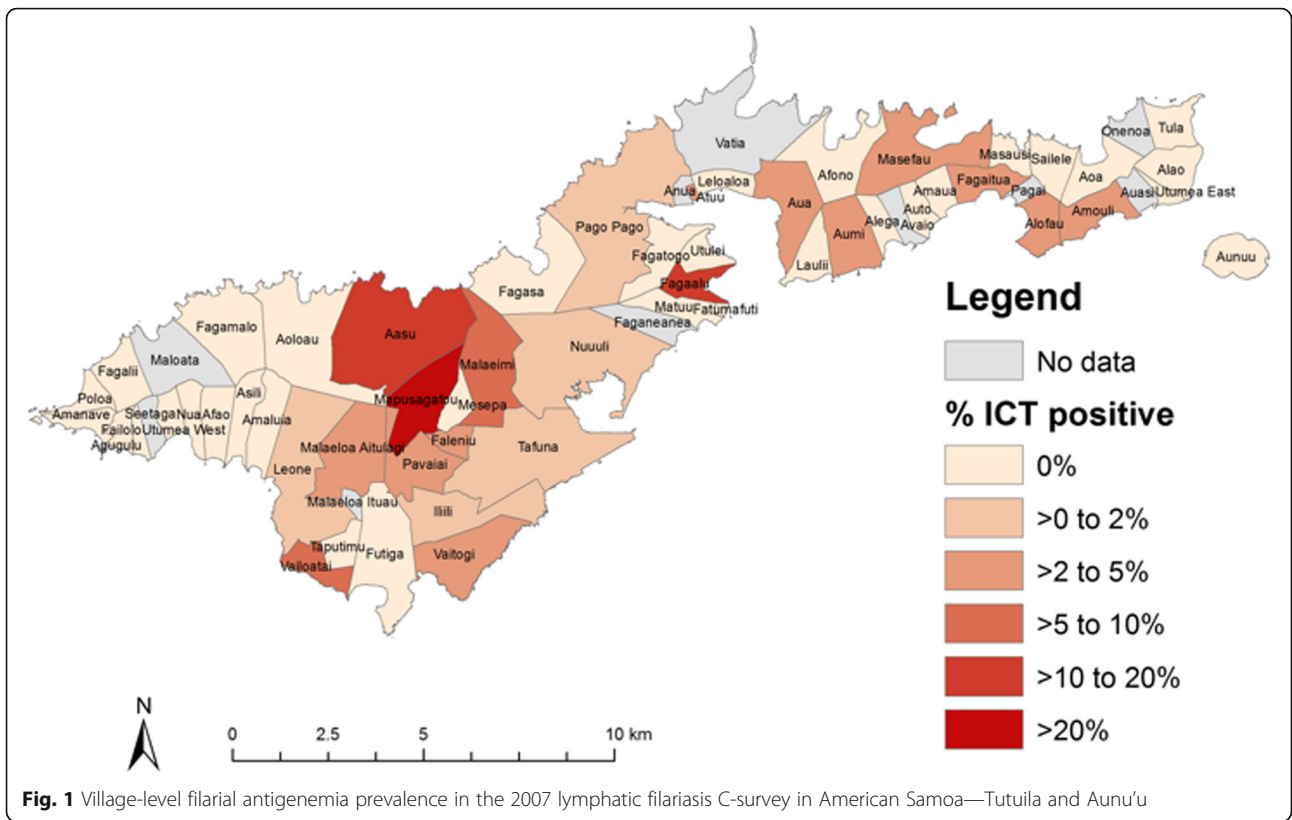 Vatia
Onenoa
Tula
Masefau
Masausi
Sailele
Afono
Leloaloa
Anua
Atuu
Aoa
Alao
Fagaitua
Pagai
Auasi
Utumea East
Amaua
Aua
Auto
Amouli
Alega
Avaio
Alofau
Pago Pago
Aumi
Fagatogo
Utulei
Laulii
Aunuu
Fagaalu
Fagasa
Matuu
Fatumafuti
Faganeanea
Fagamalo
Aoloau
Aasu
Nuuuli
Maloata
Malaeimi
Fagalii
Asili
Poloa
Mapusagafou
Mesepa
Amanave
Seetaga
Nua
Afao
Amaluia
Failolo
Utumea West
Agugulu
Faleniu
Malaeloa Aitulagi
Tafuna
Pavaiai
Leone
Malaeloa Ituau
Iliili
Taputimu
Futiga
Vaitogi
Vailoatai
Legend
No data
% ICT positive
0%
>0 to 2%
>2 to 5%
>5 to 10%
>10 to 20%
>20%
N
0 2.5 5 10 km
Fig. 1 Village-level filarial antigenemia prevalence in the 2007 lymphatic filariasis C-survey in American Samoa—Tutuila and Aunu'u